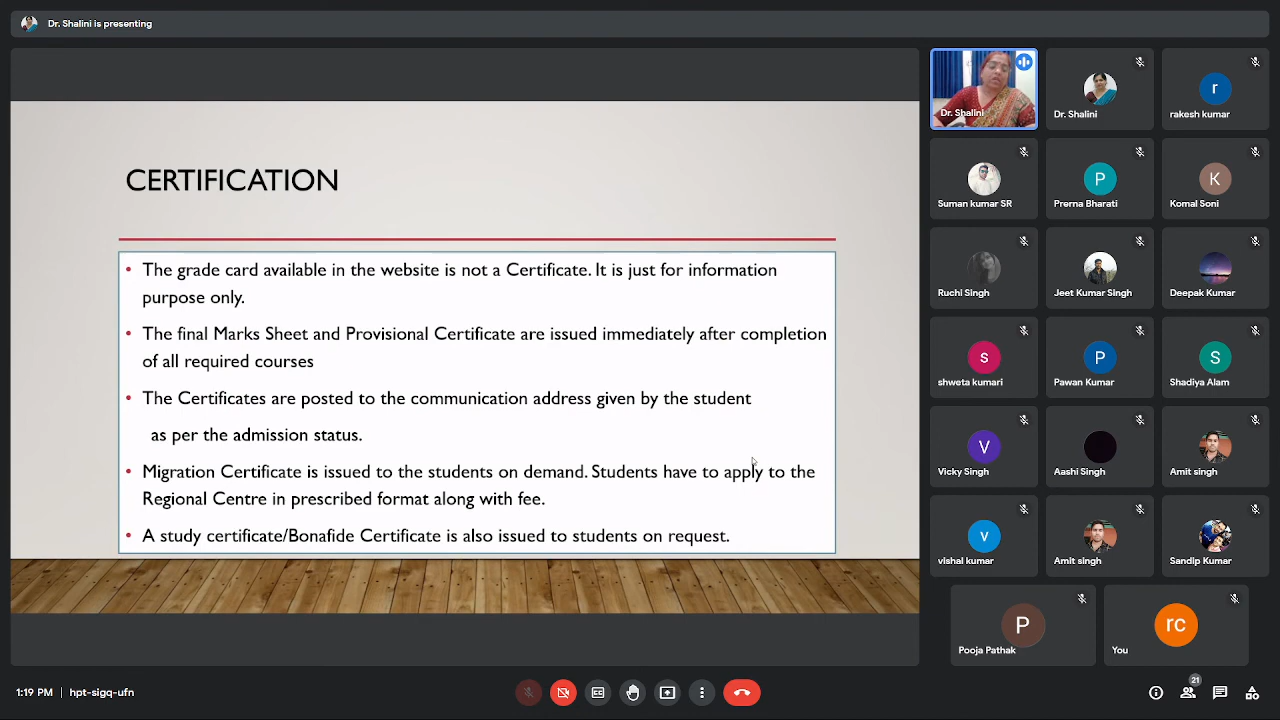 Dr. Shalini is presenting
CERTIFICATION
• The grade card available in the website is not a Certificate. It is just for information
purpose only.
• The final Marks Sheet and Provisional Certificate are issued immediately after completion
of all required courses
• The Certificates are posted to the communication address given by the student
as per the admission status.
• Migration Certificate is issued to the students on demand. Students have to apply to the
Regional Centre in prescribed format along with fee.
• A study certificate/Bonafide Certificate is also issued to students on request.
Dr. Shalini
Dr. Shalini
r
rakesh kumar
Suman kumar SR
P
Prerna Bharati
K
Komal Soni
Ruchi Singh
Jeet Kumar Singh
Deepak Kumar
s
shweta kumari
P
Pawan Kumar
S
Shadiya Alam
V
Vicky Singh
Aashi Singh
Amit singh
v
vishal kumar
Amit singh
Sandip Kumar
P
Pooja Pathak
rc
You
1:19 PM | hpt-sigq-ufn
21